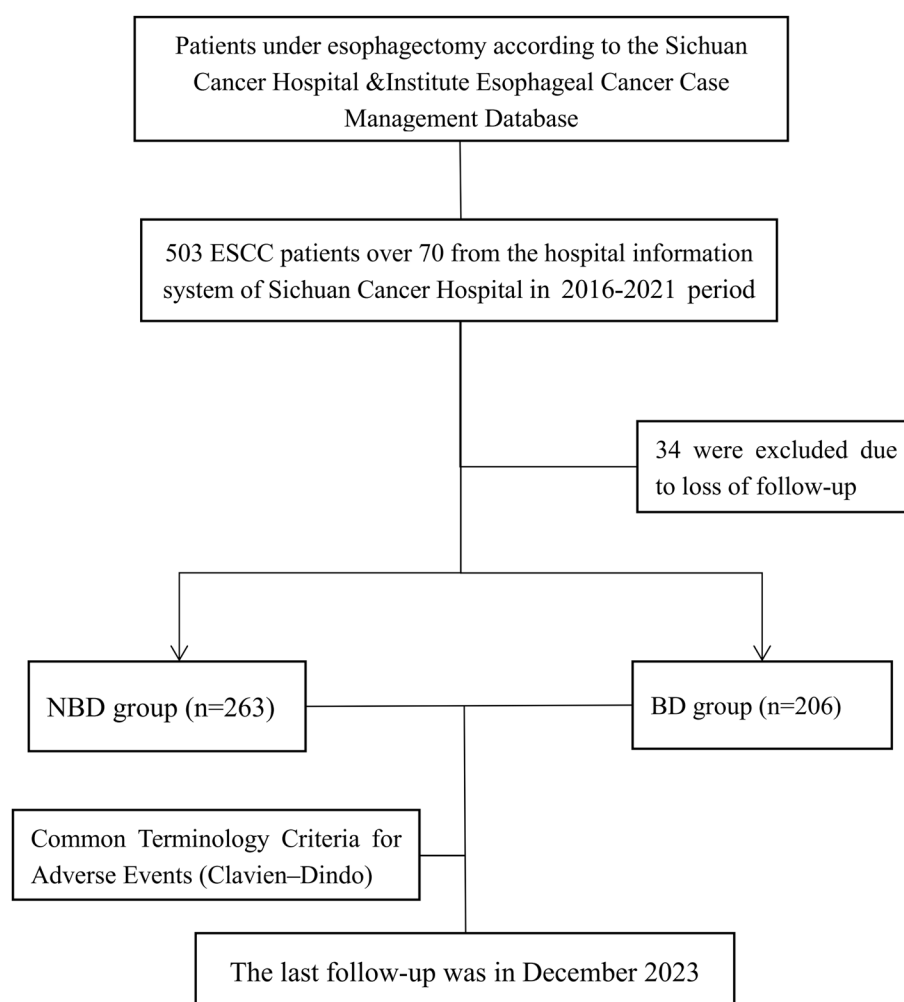 Patients under esophagectomy according to the Sichuan
Cancer Hospital &Institute Esophageal Cancer Case
Management Database
503 ESCC patients over 70 from the hospital information
system of Sichuan Cancer Hospital in 2016-2021 period
34 were excluded due
to loss of follow-up
NBD group (n=263)
BD group (n=206)
Common Terminology Criteria for
Adverse Events (Clavien–Dindo)
The last follow-up was in December 2023